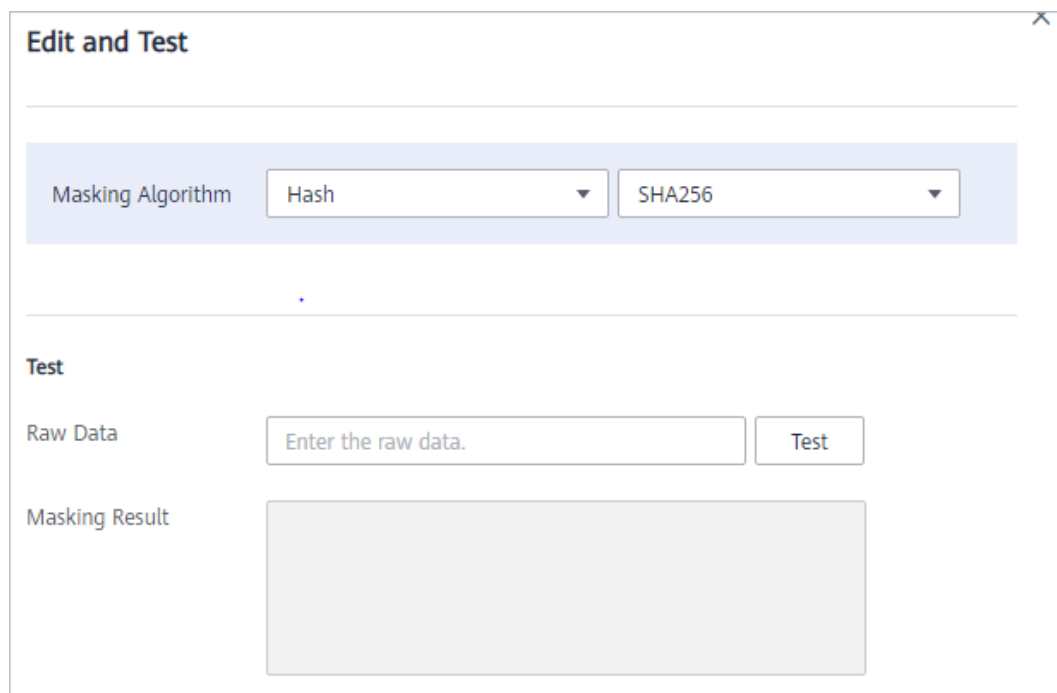 Edit and Test
Masking Algorithm Hash SHA256
Test
Raw Data Enter the raw data. Test
Masking Result